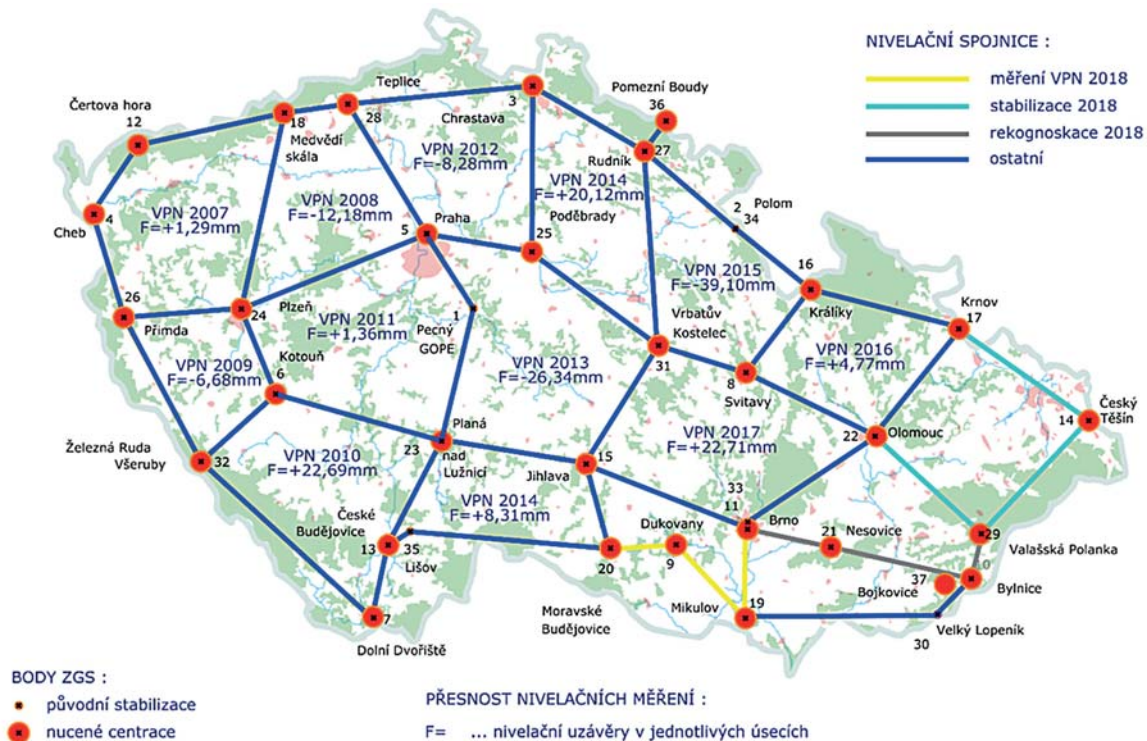 NIVELAČNÍ SPOJNICE :
měření VPN 2018
stabilizace 2018
rekognoskace 2018
ostatní
Teplice
28
Chrastava
3
Pomezní Boudy
36
Čertova hora
12
18
Medvědí
skála
VPN 2012
F=-8,28mm
Rudník
27
VPN 2014
F=+20,12mm
VPN 2007
F=+1,29mm
VPN 2008
F=-12,18mm
Praha
5
Poděbrady
25
2
34
Polom
4
Cheb
16
Králíky
VPN 2015
F=-39,10mm
Krnov
17
26
Přimda
Plzeň
24
VPN 2011
F=+1,36mm
1
Pecný
GOPE
Vrbatův
Kostelec
31
VPN 2016
F=+4,77mm
VPN 2009
F=-6,68mm
Kotouň
6
VPN 2013
F=-26,34mm
8
Svitavy
Český
Těšín
14
Železná Ruda
Všeruby
32
VPN 2010
F=+22,69mm
Planá
nad
Lužnicí
23
VPN 2017
F=+22,71mm
22
Olomouc
Jihlava
15
VPN 2014
F=+8,31mm
33
11
Brno
České
Budějovice
13
35
Lišov
Dukovany
9
21
Nesovice
29
Valašská Polanka
20
10
37
Bojkovice
Bylnice
7
Dolní Dvořiště
Moravské
Budějovice
Mikulov
19
Velký Lopeník
30
BODY ZGS :
původní stabilizace
nucené centrace
PŘESNOST NIVELAČNÍCH MĚŘENÍ :
F= ... nivelační uzávěry v jednotlivých úsecích